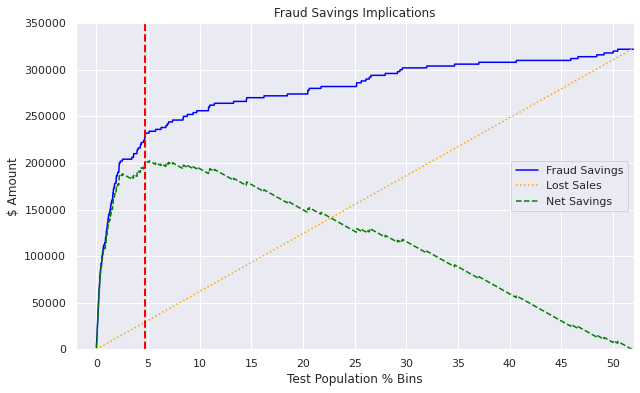 Fraud Savings Implications
350000
300000
250000
200000
150000
100000
50000
0
$ Amount
Fraud Savings
Lost Sales
Net Savings
0 5 10 15 20 25 30 35 40 45 50
Test Population % Bins